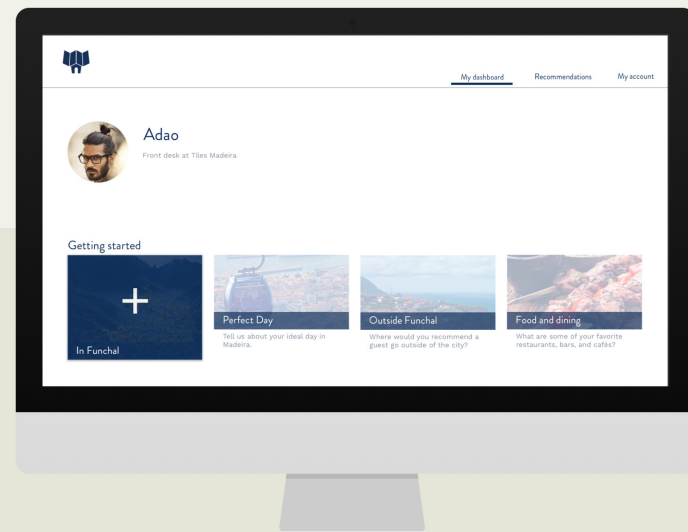 My dashboard
Recommendations
My account
Adao
Front desk at Tiles Madeira
Getting started
In Funchal
Perfect Day
Tell us about your ideal day in
Madeira.
Outside Funchal
Where would you recommend a
guest go outside of the city?
Food and dining
What are some of your favorite
restaurants, bars, and cafés?